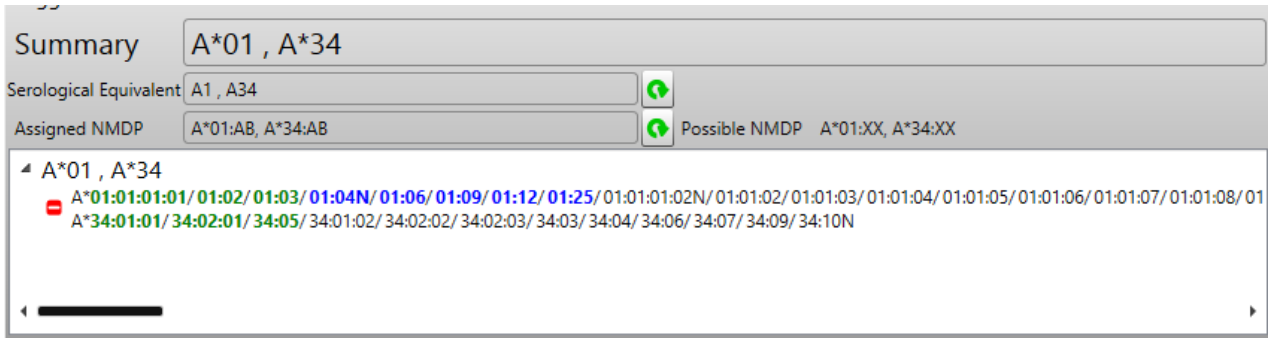 Summary A*01 , A*34
Serological Equivalent A1 , A34
Assigned NMDP A*01:AB, A*34:AB Possible NMDP A*01:XX, A*34:XX
A*01 , A*34
A*01:01:01:01/ 01:02/ 01:03/ 01:04N/ 01:06/ 01:09/ 01:12/ 01:25/ 01:01:01:02N/ 01:01:02/ 01:01:03/ 01:01:04/ 01:01:05/ 01:01:06/ 01:01:07/ 01:01:08/ 01
A*34:01:01/ 34:02:01/ 34:05/ 34:01:02/ 34:02:02/ 34:02:03/ 34:03/ 34:04/ 34:06/ 34:07/ 34:09/ 34:10N